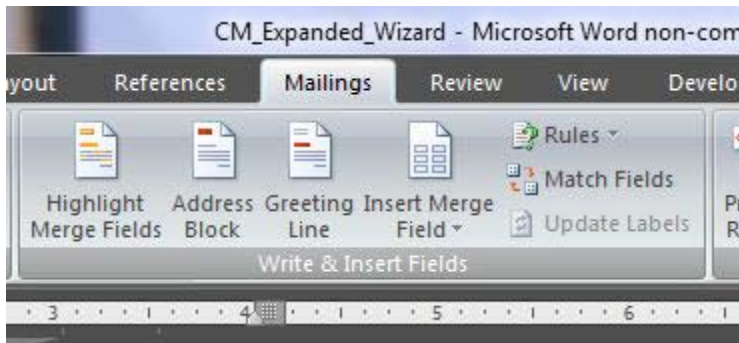 CM_Expanded_Wizard - Microsoft Word non-com
yout References Mailings Review View Develo
Highlight Merge Fields
Address Block
Greeting Line
Insert Merge Field
Rules
Match Fields
Update Labels
Write & Insert Fields
3 4 5 6